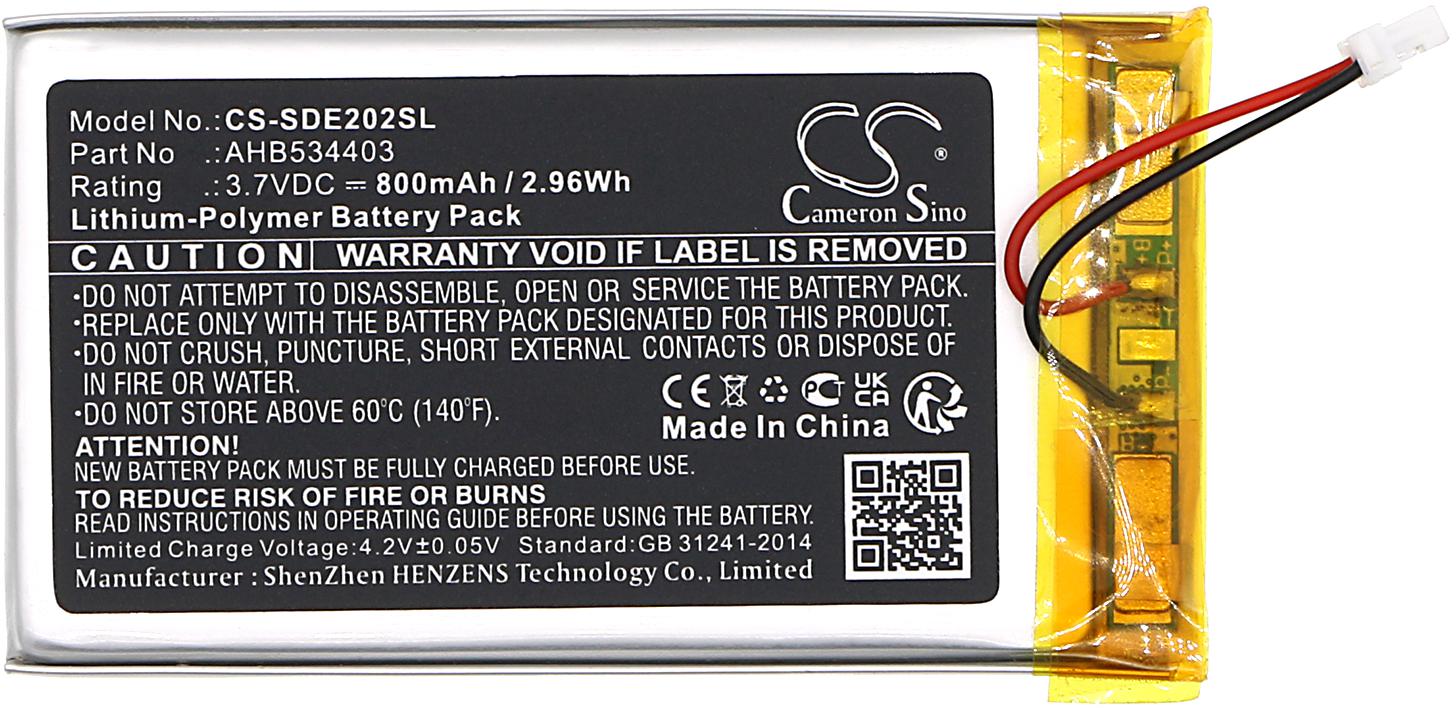 Model No.:CS-SDE202SL
Part No .:AHB534403
Rating .:3.7VDC ⎓ 800mAh / 2.96Wh
Lithium-Polymer Battery Pack
CS ®
Cameron Sino
CAUTION| WARRANTY VOID IF LABEL IS REMOVED
•DO NOT ATTEMPT TO DISASSEMBLE, OPEN OR SERVICE THE BATTERY PACK.
•REPLACE ONLY WITH THE BATTERY PACK DESIGNATED FOR THIS PRODUCT.
•DO NOT CRUSH, PUNCTURE, SHORT EXTERNAL CONTACTS OR DISPOSE OF
IN FIRE OR WATER.
•DO NOT STORE ABOVE 60°C (140°F).
CE PCT UK CA
Made In China
ATTENTION!
NEW BATTERY PACK MUST BE FULLY CHARGED BEFORE USE.
TO REDUCE RISK OF FIRE OR BURNS
READ INSTRUCTIONS IN OPERATING GUIDE BEFORE USING THE BATTERY.
Limited Charge Voltage:4.2V±0.05V Standard:GB 31241-2014
Manufacturer : ShenZhen HENZENS Technology Co., Limited
B+ P+
P-